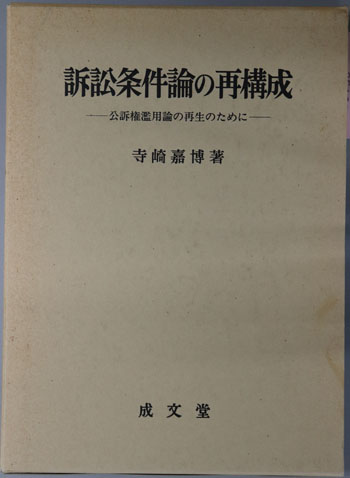 訴訟条件論の再構成
――公訴権濫用論の再生のために――
寺崎嘉博著
成文堂